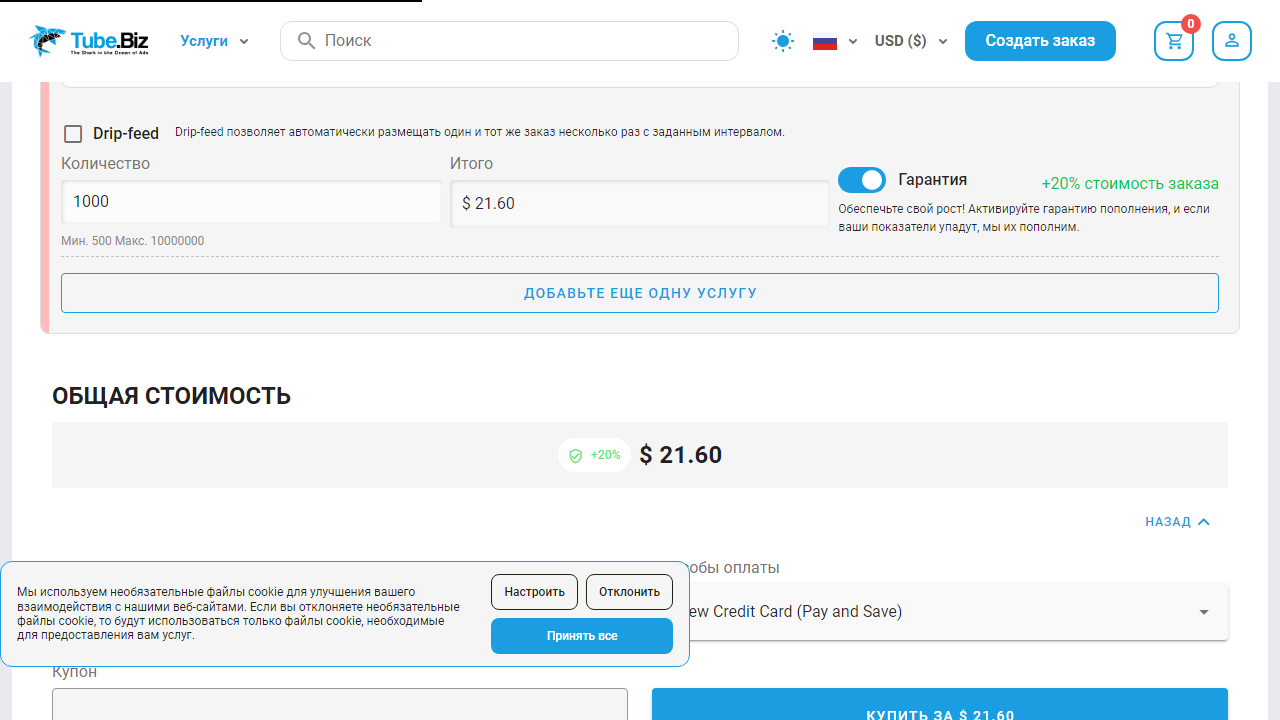 Tube.Biz
The Shark in the Ocean of Ads
Услуги
Поиск
USD ($)
Создать заказ
0
Drip-feed
Drip-feed позволяет автоматически размещать один и тот же заказ несколько раз с заданным интервалом.
Количество
Итого
1000
$ 21.60
Гарантия
+20% стоимость заказа
Обеспечьте свой рост! Активируйте гарантию пополнения, и если
ваши показатели упадут, мы их пополним.
Мин. 500 Макс. 10000000
ДОБАВЬТЕ ЕЩЕ ОДНУ УСЛУГУ
ОБЩАЯ СТОИМОСТЬ
+20%
$ 21.60
НАЗАД
обы оплаты
ew Credit Card (Pay and Save)
Мы используем необязательные файлы cookie для улучшения вашего
взаимодействия с нашими веб-сайтами. Если вы отклоняете необязательные
файлы cookie, то будут использоваться только файлы cookie, необходимые
для предоставления вам услуг.
Настроить
Отклонить
Принять все
Купон
КУПИТЬ ЗА $ 21.60